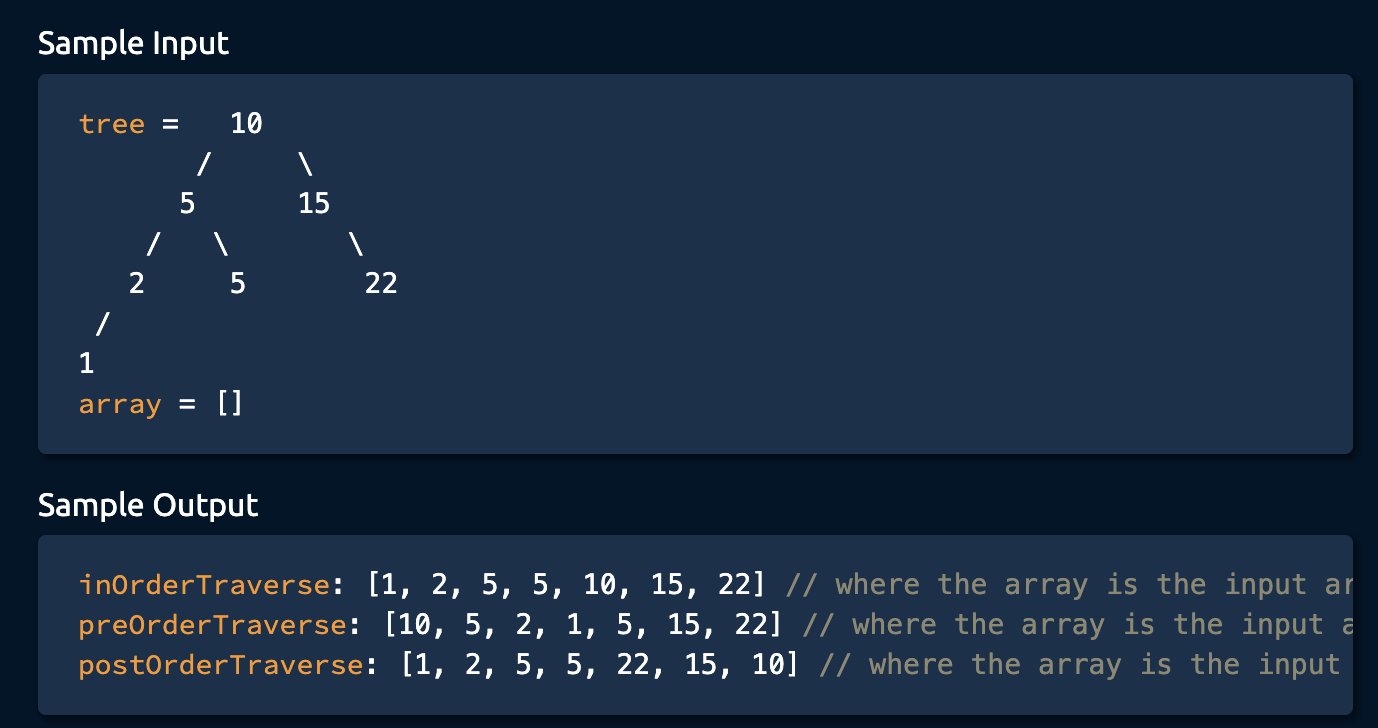 Sample Input
tree =   10
       /     \
      5      15
    /   \       \
   2     5       22
 /
1
array = []
Sample Output
inOrderTraverse: [1, 2, 5, 5, 10, 15, 22] // where the array is the input
preOrderTraverse: [10, 5, 2, 1, 5, 15, 22] // where the array is the input
postOrderTraverse: [1, 2, 5, 5, 22, 15, 10] // where the array is the input